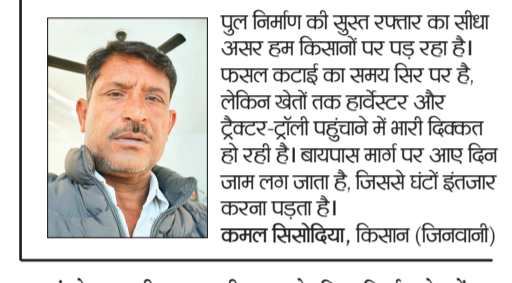 पुल निर्माण की सुस्त रफ्तार का सीधा
असर हम किसानों पर पड़ रहा है।
फसल कटाई का समय सिर पर है,
लेकिन खेतों तक हार्वेस्टर और
ट्रैक्टर-ट्रॉली पहुंचाने में भारी दिक्कत
हो रही है। बायपास मार्ग पर आए दिन
जाम लग जाता है, जिससे घंटों इंतजार
करना पड़ता है।
कमल सिसोदिया, किसान (जिनवानी)